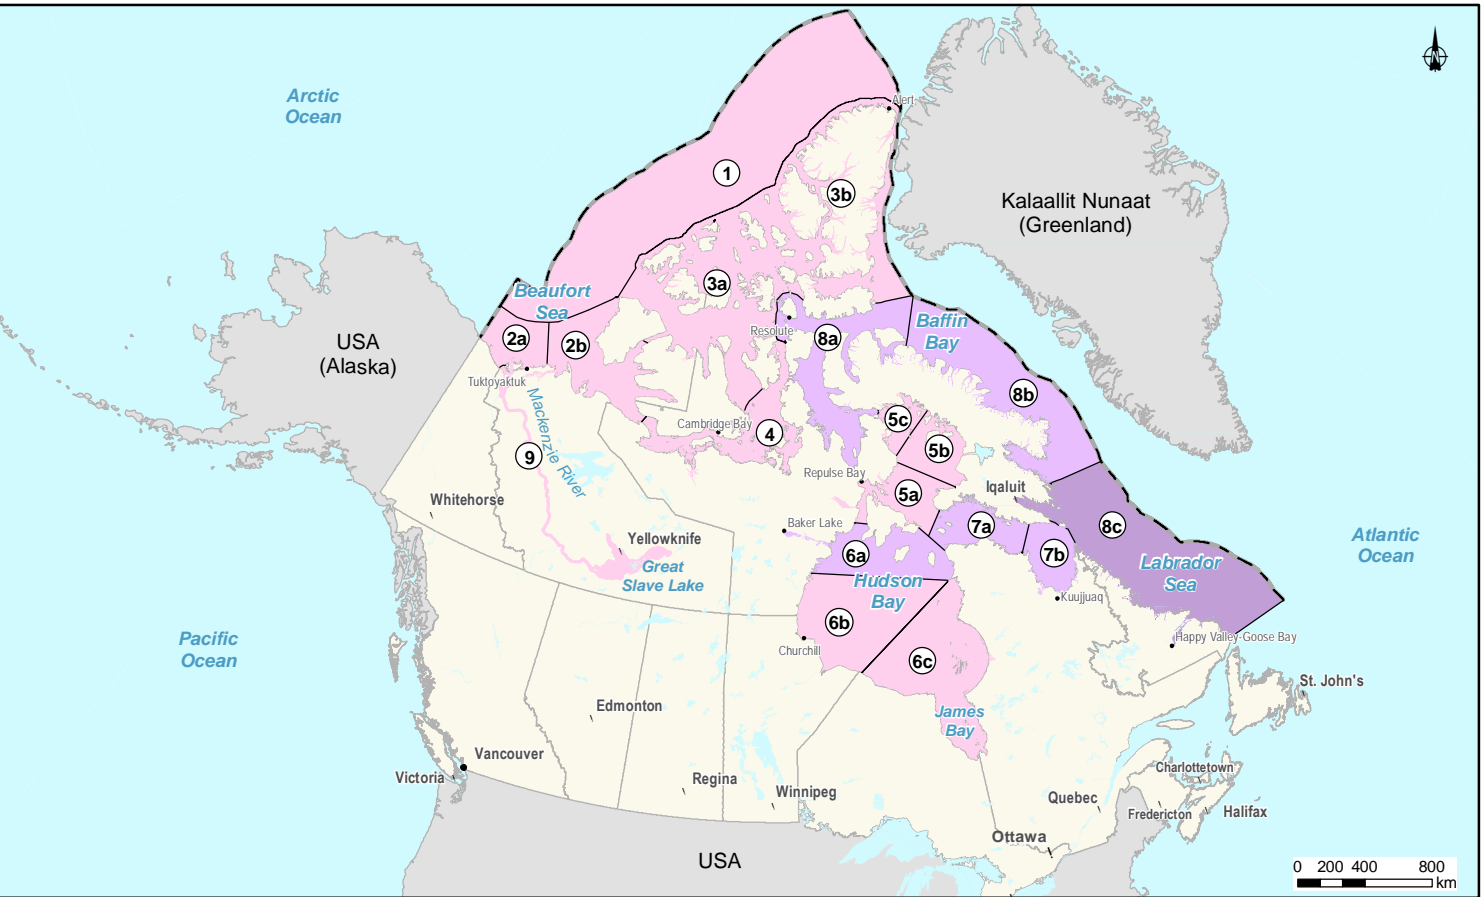 Arctic
Ocean
Alert
1
3b
Kalaallit Nunaat
(Greenland)
3a
Beaufort
Sea
Baffin
Bay
USA
(Alaska)
2a
2b
Resolute
8a
Tuktoyaktuk
Mackenzie River
8b
Cambridge Bay
4
5c
5b
9
Repulse Bay
5a
Iqaluit
Whitehorse
Baker Lake
7a
8c
Atlantic
Ocean
Yellowknife
6a
7b
Great
Slave Lake
Hudson
Bay
Labrador
Sea
Kuujjuaq
6b
Churchill
6c
Pacific
Ocean
Happy Valley-Goose Bay
St. John's
Edmonton
James
Bay
Vancouver
Victoria
Regina
Winnipeg
Quebec
Charlottetown
Fredericton
Halifax
Ottawa
USA
0 200 400 800
km
N